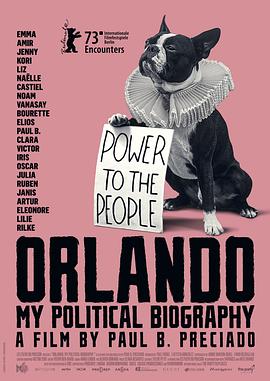 EMMA
AMIR
JENNY
KORI
LIZ
NAËLLE
CASTIEL
NOAM
VANASAY
BOURETTE
ELIOS
PAUL B.
CLARA
VICTOR
IRIS
OSCAR
JULIA
RUBEN
JANIS
ARTUR
ELEONORE
LILIE
RILKE
73
Internationale
Filmfestspiele
Berlin
Encounters
POWER
TO THE
PEOPLE
ORLANDO
MY POLITICAL BIOGRAPHY
A FILM BY PAUL B. PRECIADO